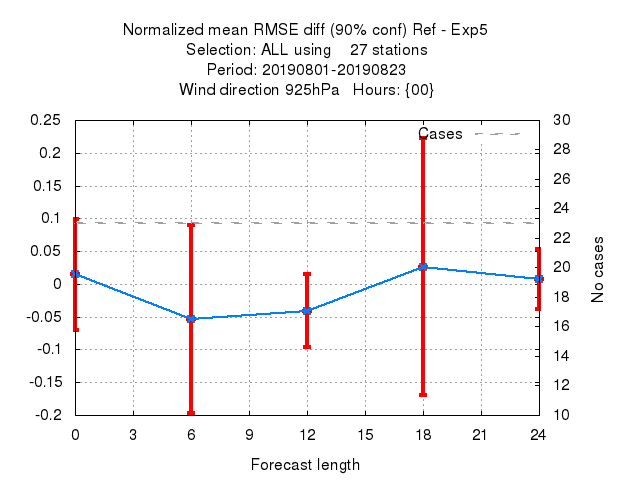 Normalized mean RMSE diff (90% conf) Ref - Exp5
Selection: ALL using    27 stations
Period: 20190801-20190823
Wind direction 925hPa   Hours: {00}
Cases
0.25
0.2
0.15
0.1
0.05
0
-0.05
-0.1
-0.15
-0.2
30
28
26
24
22
20
18
16
14
12
10
No cases
0 3 6 9 12 15 18 21 24
Forecast length